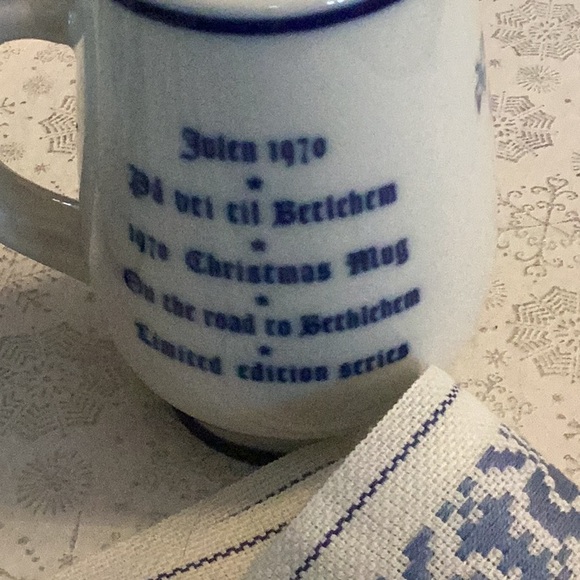 Julen 1970
På vei til Betlehem
1970 Christmas Mug
On the road to Bethlehem
Limited edition series